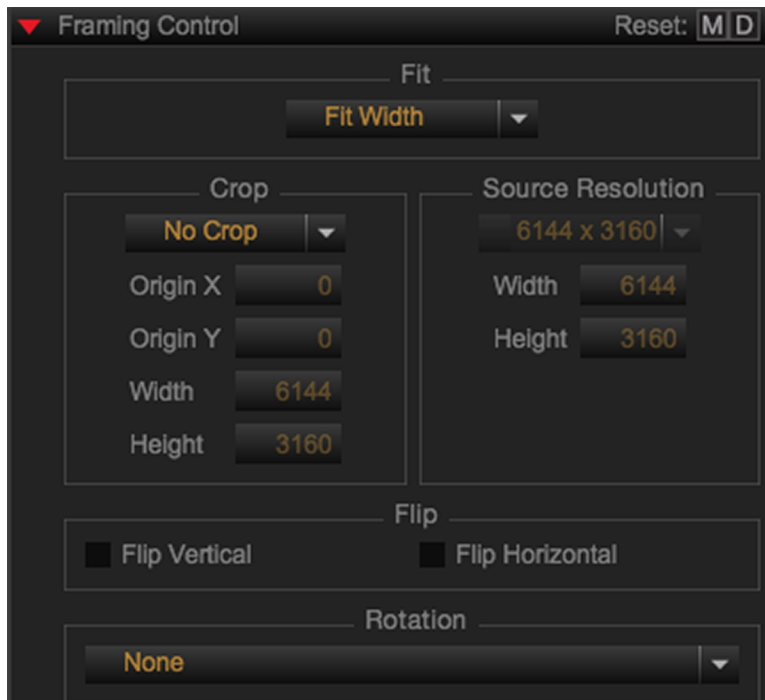 Framing Control Reset: M D
Fit
Fit Width
Crop
No Crop
Origin X 0
Origin Y 0
Width 6144
Height 3160
Source Resolution
6144 x 3160
Width 6144
Height 3160
Flip
Flip Vertical Flip Horizontal
Rotation
None